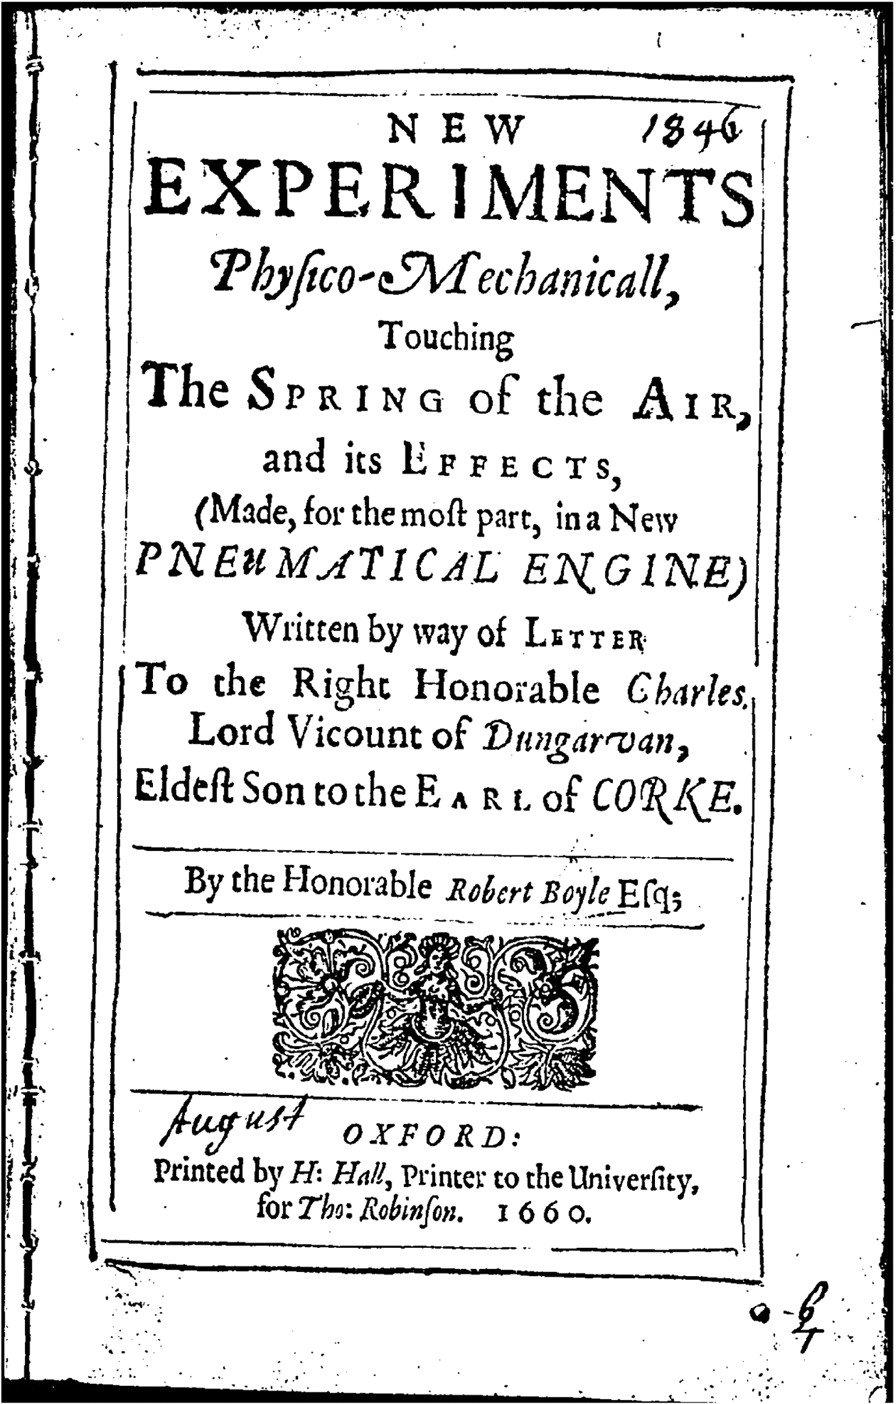 NEW 1846
EXPERIMENTS
Phyſico-Mechanicall,
Touching
The SPRING of the AIR,
and its EFFECTS,
(Made, for the moſt part, in a New
PNEUMATICAL ENGINE)
Written by way of LETTER
To the Right Honorable Charles
Lord Vicount of Dungarvan,
Eldeſt Son to the EARL of CORKE.
By the Honorable Robert Boyle Eſq;
August
OXFORD:
Printed by H: Hall, Printer to the Univerſity,
for Tho: Robinſon. 1660.